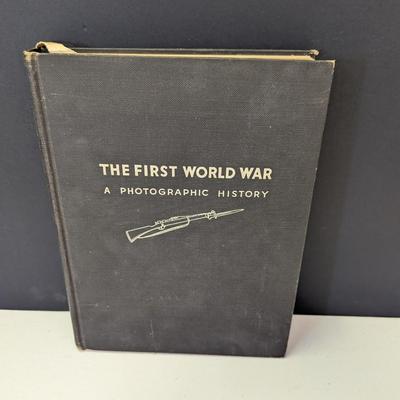 THE FIRST WORLD WAR
A PHOTOGRAPHIC HISTORY